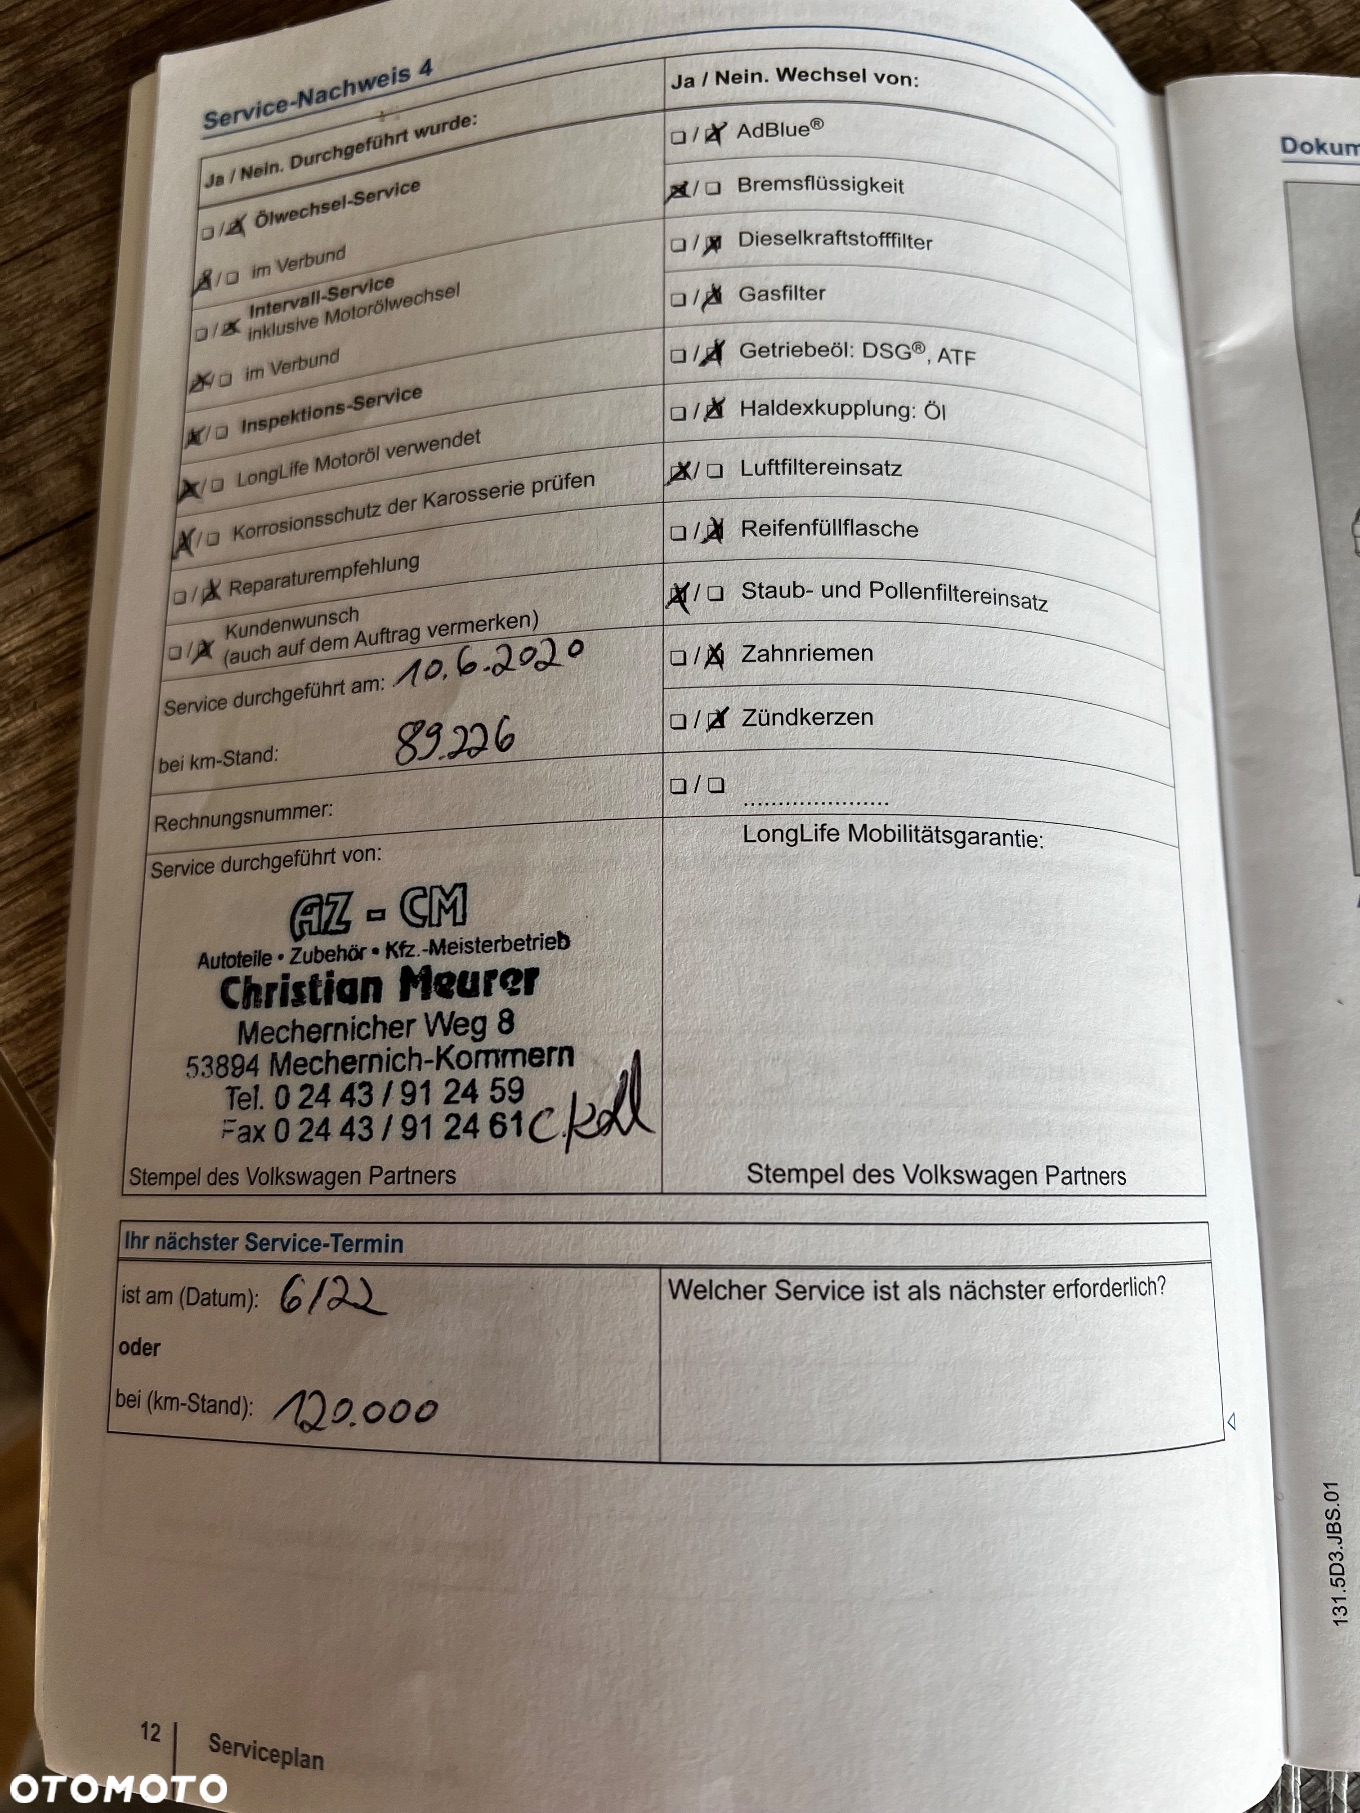 Service-Nachweis 4
Ja / Nein. Durchgeführt wurde:
❏ / ☒ Ölwechsel-Service
☒ / ❏ im Verbund
❏ / ☒ Intervall-Service
inklusive Motorölwechsel
☒ / ❏ im Verbund
☒ / ❏ Inspektions-Service
☒ / ❏ LongLife Motoröl verwendet
☒ / ❏ Korrosionsschutz der Karosserie prüfen
❏ / ☒ Reparaturempfehlung
❏ / ☒ Kundenwunsch
(auch auf dem Auftrag vermerken)
Service durchgeführt am: 10.6.2020
bei km-Stand: 89.226
Rechnungsnummer:
Service durchgeführt von:
AZ - CM
Autoteile • Zubehör • Kfz.-Meisterbetrieb
Christian Meurer
Mechernicher Weg 8
53894 Mechernich-Kommern
Tel. 0 24 43 / 91 24 59
Fax 0 24 43 / 91 24 61
Stempel des Volkswagen Partners
Ja / Nein. Wechsel von:
❏ / ☒ AdBlue®
☒ / ❏ Bremsflüssigkeit
❏ / ☒ Dieselkraftstofffilter
❏ / ☒ Gasfilter
❏ / ☒ Getriebeöl: DSG®, ATF
❏ / ☒ Haldexkupplung: Öl
☒ / ❏ Luftfiltereinsatz
❏ / ☒ Reifenfüllflasche
☒ / ❏ Staub- und Pollenfiltereinsatz
❏ / ☒ Zahnriemen
❏ / ☒ Zündkerzen
❏ / ❏ .....................
LongLife Mobilitätsgarantie:
Stempel des Volkswagen Partners
Ihr nächster Service-Termin
ist am (Datum): 6/22
oder
bei (km-Stand): 120.000
Welcher Service ist als nächster erforderlich?
12 Serviceplan
Dokum
131.5D3.JBS.01
OTOMOTO